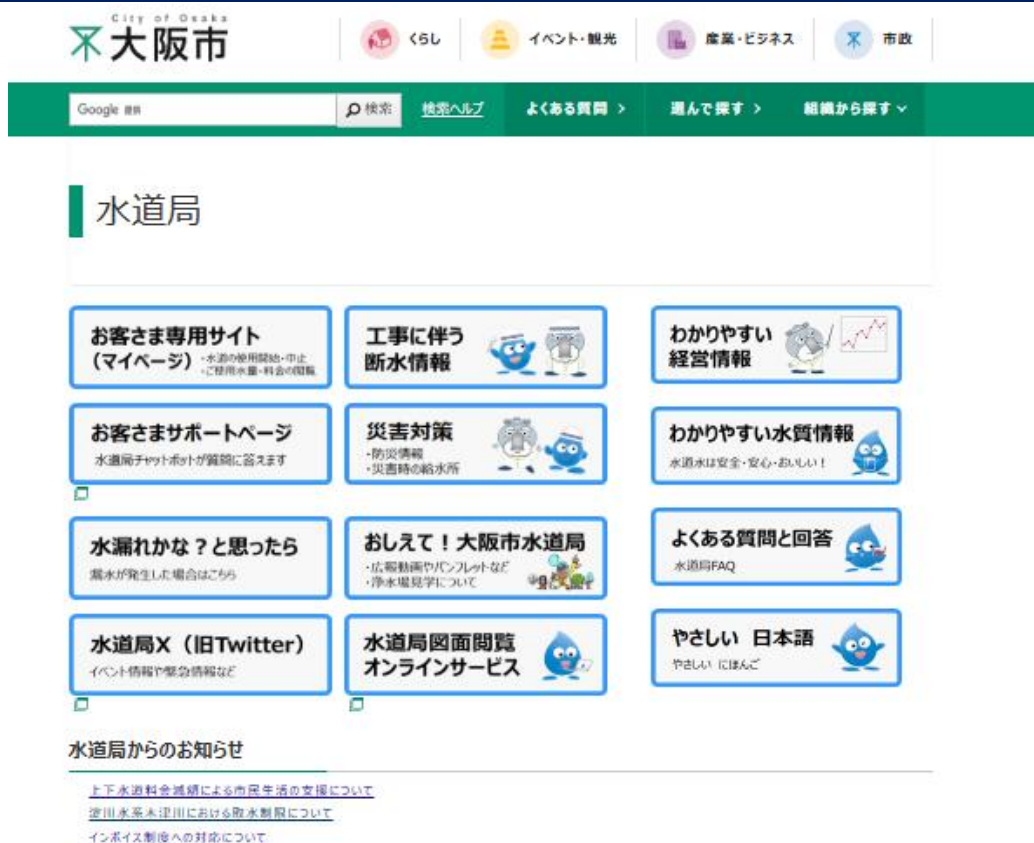 City of Osaka
大阪市
くらし
イベント・観光
産業・ビジネス
市政
Google 提供
検索
検索ヘルプ
よくある質問 >
選んで探す >
組織から探す
水道局
お客さま専用サイト
(マイページ)
・水道の使用開始・中止
・ご使用水量・料金の閲覧
工事に伴う
断水情報
わかりやすい
経営情報
お客さまサポートページ
水道局チャットボットが質問に答えます
災害対策
・防災情報
・災害時の給水所
わかりやすい水質情報
水道水は安全・安心・おいしい！
水漏れかな？と思ったら
漏水が発生した場合はこちら
おしえて！大阪市水道局
・広報動画やパンフレットなど
・浄水場見学について
よくある質問と回答
水道局FAQ
水道局X（旧Twitter）
イベント情報や緊急情報など
水道局図面閲覧
オンラインサービス
やさしい 日本語
やさしい にほんご
水道局からのお知らせ
上下水道料金減額による市民生活の支援について
淀川水系木津川における取水制限について
インボイス制度への対応について